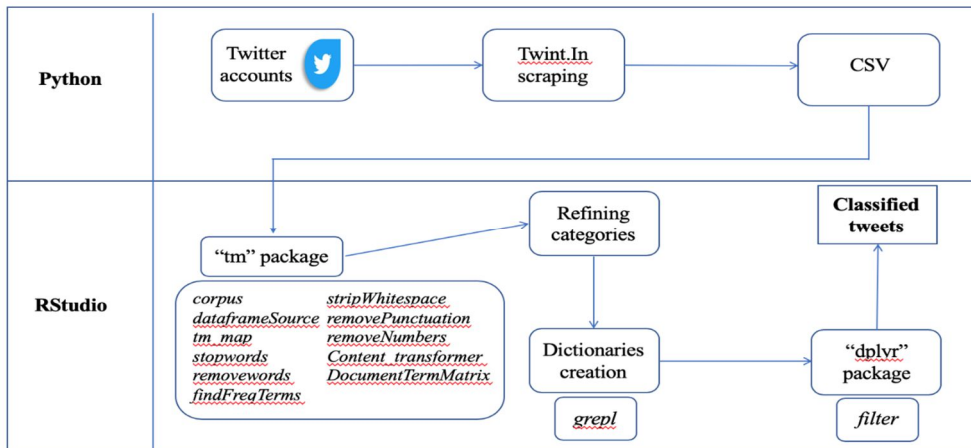 Python
Twitter
accounts
Twint.In
scraping
CSV
RStudio
"tm" package
corpus
dataframeSource
tm_map
stopwords
removewords
findFreqTerms
stripWhitespace
removePunctuation
removeNumbers
Content_transformer
DocumentTermMatrix
Refining
categories
Dictionaries
creation
grepl
"dplyr"
package
filter
Classified
tweets